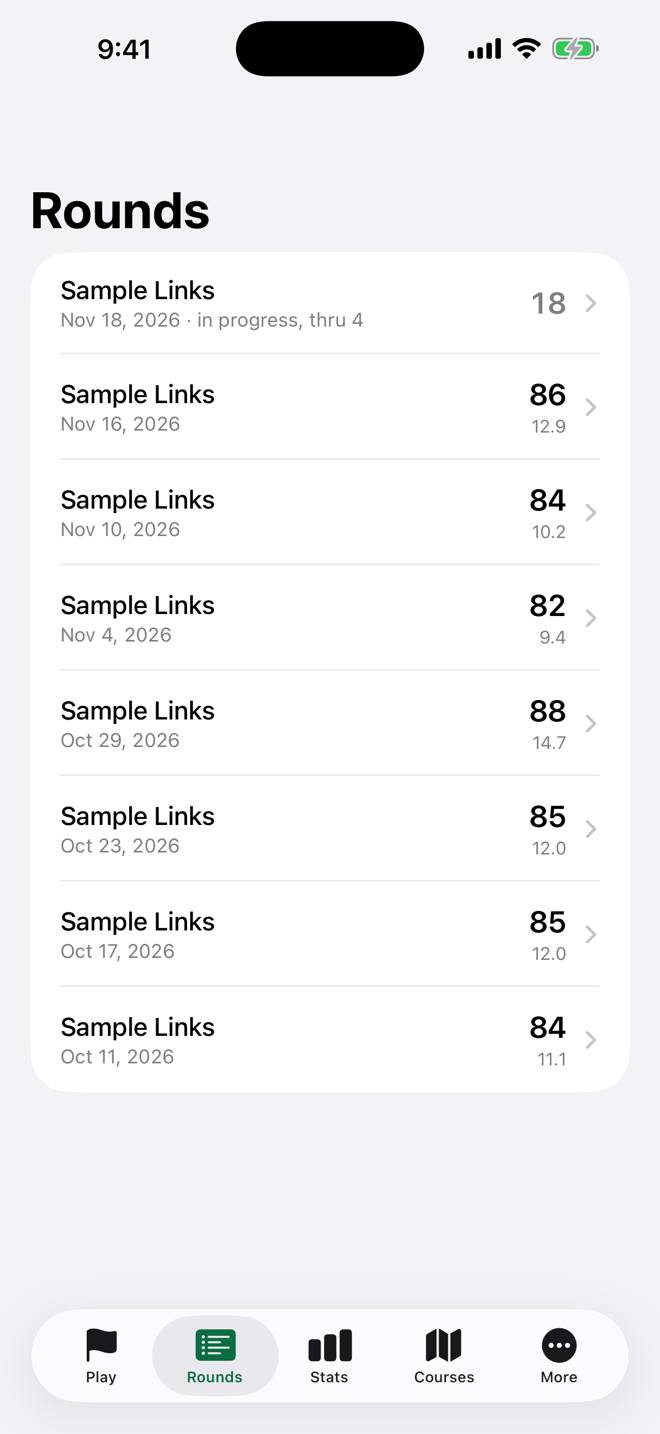 9:41
Rounds
Sample Links
Nov 18, 2026 · in progress, thru 4
18
Sample Links
Nov 16, 2026
86
12.9
Sample Links
Nov 10, 2026
84
10.2
Sample Links
Nov 4, 2026
82
9.4
Sample Links
Oct 29, 2026
88
14.7
Sample Links
Oct 23, 2026
85
12.0
Sample Links
Oct 17, 2026
85
12.0
Sample Links
Oct 11, 2026
84
11.1
Play
Rounds
Stats
Courses
More